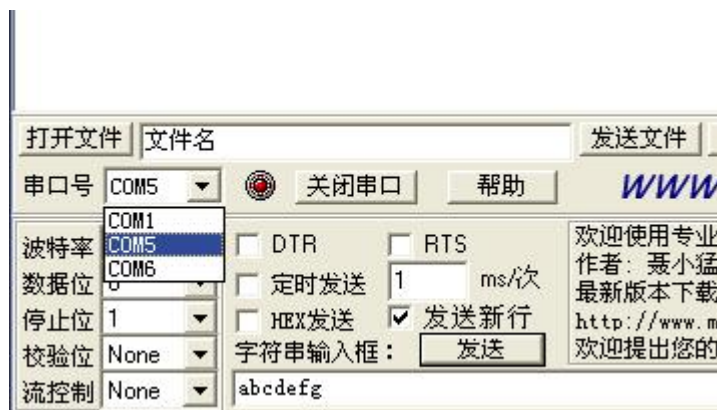 打开文件 文件名 发送文件
串口号 COM5 关闭串口 帮助 WWW
COM1
COM5
COM6
波特率 DTR RTS
数据位 定时发送 1 ms/次
停止位 1 HEX发送 发送新行
校验位 None 字符串输入框： 发送
流控制 None abcdefg
欢迎使用专业
作者：聂小猛
最新版本下载
http://www.m
欢迎提出您的